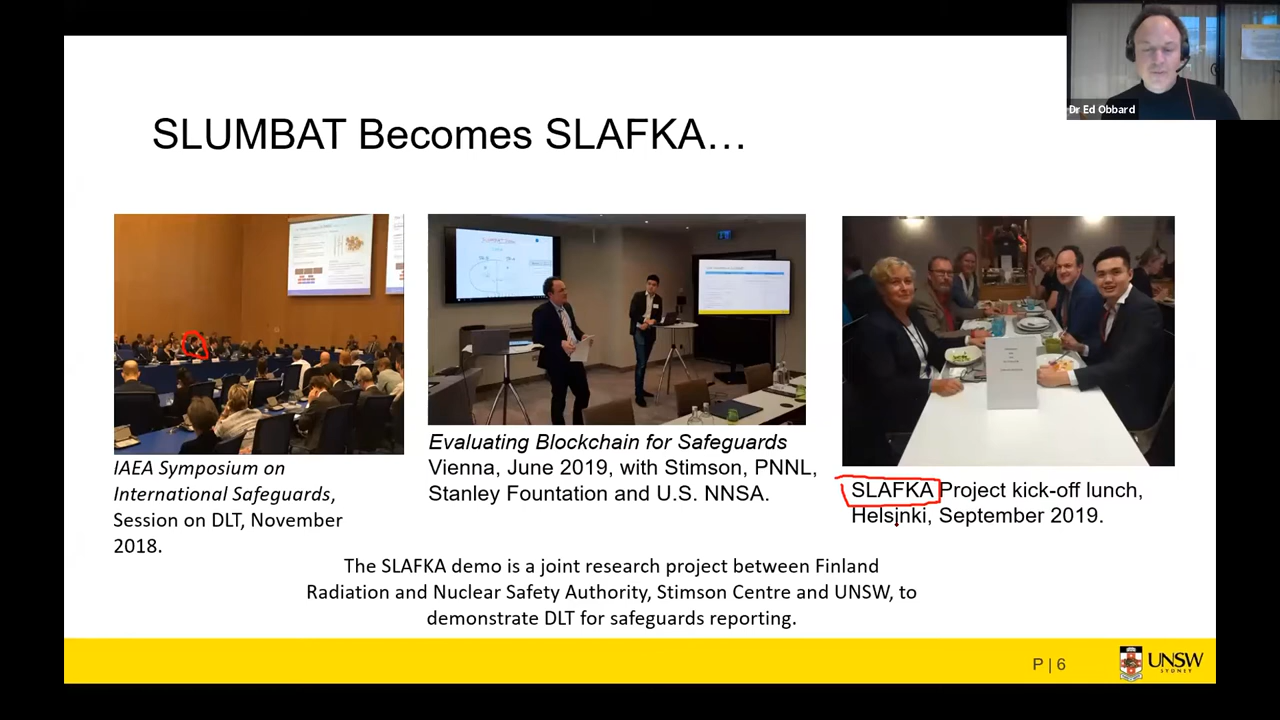 Dr Ed Obbard
SLUMBAT Becomes SLAFKA…
IAEA Symposium on
International Safeguards,
Session on DLT, November
2018.
Evaluating Blockchain for Safeguards
Vienna, June 2019, with Stimson, PNNL,
Stanley Fountation and U.S. NNSA.
SLAFKA Project kick-off lunch,
Helsinki, September 2019.
The SLAFKA demo is a joint research project between Finland
Radiation and Nuclear Safety Authority, Stimson Centre and UNSW, to
demonstrate DLT for safeguards reporting.
P | 6
UNSW
SYDNEY